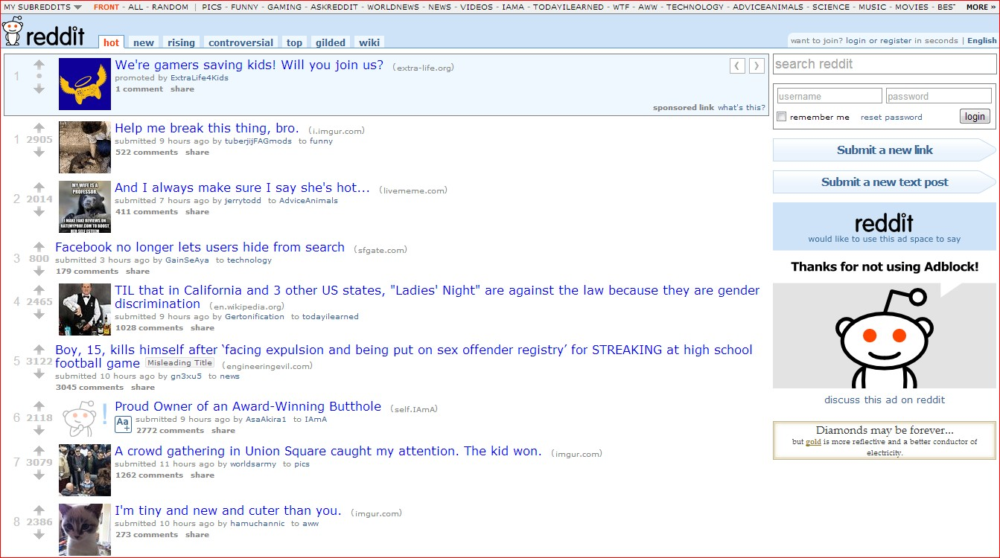 MY SUBREDDITS FRONT - ALL - RANDOM | PICS - FUNNY - GAMING - ASKREDDIT - WORLDNEWS - NEWS - VIDEOS - IAMA - TODAYILEARNED - WTF - AWW - TECHNOLOGY - ADVICEANIMALS - SCIENCE - MUSIC - MOVIES - BEST MORE »
reddit hot new rising controversial top gilded wiki
want to join? login or register in seconds | English
1
We're gamers saving kids! Will you join us? (extra-life.org)
promoted by ExtraLife4Kids
1 comment share
sponsored link what's this?
1 2905
Help me break this thing, bro. (i.imgur.com)
submitted 9 hours ago by tuberjijFAGmods to funny
522 comments share
2 2014
MY WIFE IS A
PROFESSOR
I MAKE FAKE REVIEWS ON
RATEMYPROF.COM TO BOOST
HER SELF ESTEEM
And I always make sure I say she's hot... (livememe.com)
submitted 7 hours ago by jerrytodd to AdviceAnimals
411 comments share
3 800
Facebook no longer lets users hide from search (sfgate.com)
submitted 3 hours ago by GainSeAya to technology
179 comments share
4 2465
TIL that in California and 3 other US states, "Ladies' Night" are against the law because they are gender
discrimination (en.wikipedia.org)
submitted 9 hours ago by Gertonification to todayilearned
1028 comments share
5 3122
Boy, 15, kills himself after ‘facing expulsion and being put on sex offender registry’ for STREAKING at high school
football game Misleading Title (engineeringevil.com)
submitted 10 hours ago by gn3xu5 to news
3045 comments share
6 2118
Proud Owner of an Award-Winning Butthole (self.IAmA)
Aa+ submitted 9 hours ago by AsaAkira1 to IAmA
2772 comments share
7 3079
A crowd gathering in Union Square caught my attention. The kid won. (imgur.com)
submitted 11 hours ago by worldsarmy to pics
1262 comments share
8 2386
I'm tiny and new and cuter than you. (imgur.com)
submitted 10 hours ago by hamuchannic to aww
273 comments share
search reddit
username password
remember me reset password login
Submit a new link
Submit a new text post
reddit
would like to use this ad space to say
Thanks for not using Adblock!
discuss this ad on reddit
Diamonds may be forever...
but gold is more reflective and a better conductor of
electricity.